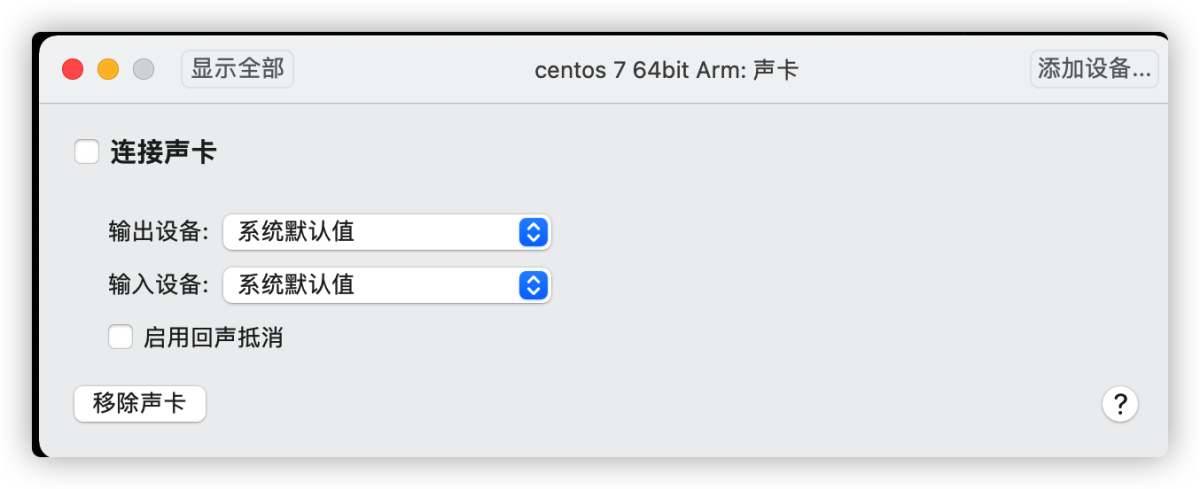 显示全部 centos 7 64bit Arm: 声卡 添加设备...
连接声卡
输出设备: 系统默认值
输入设备: 系统默认值
启用回声抵消
移除声卡 ?